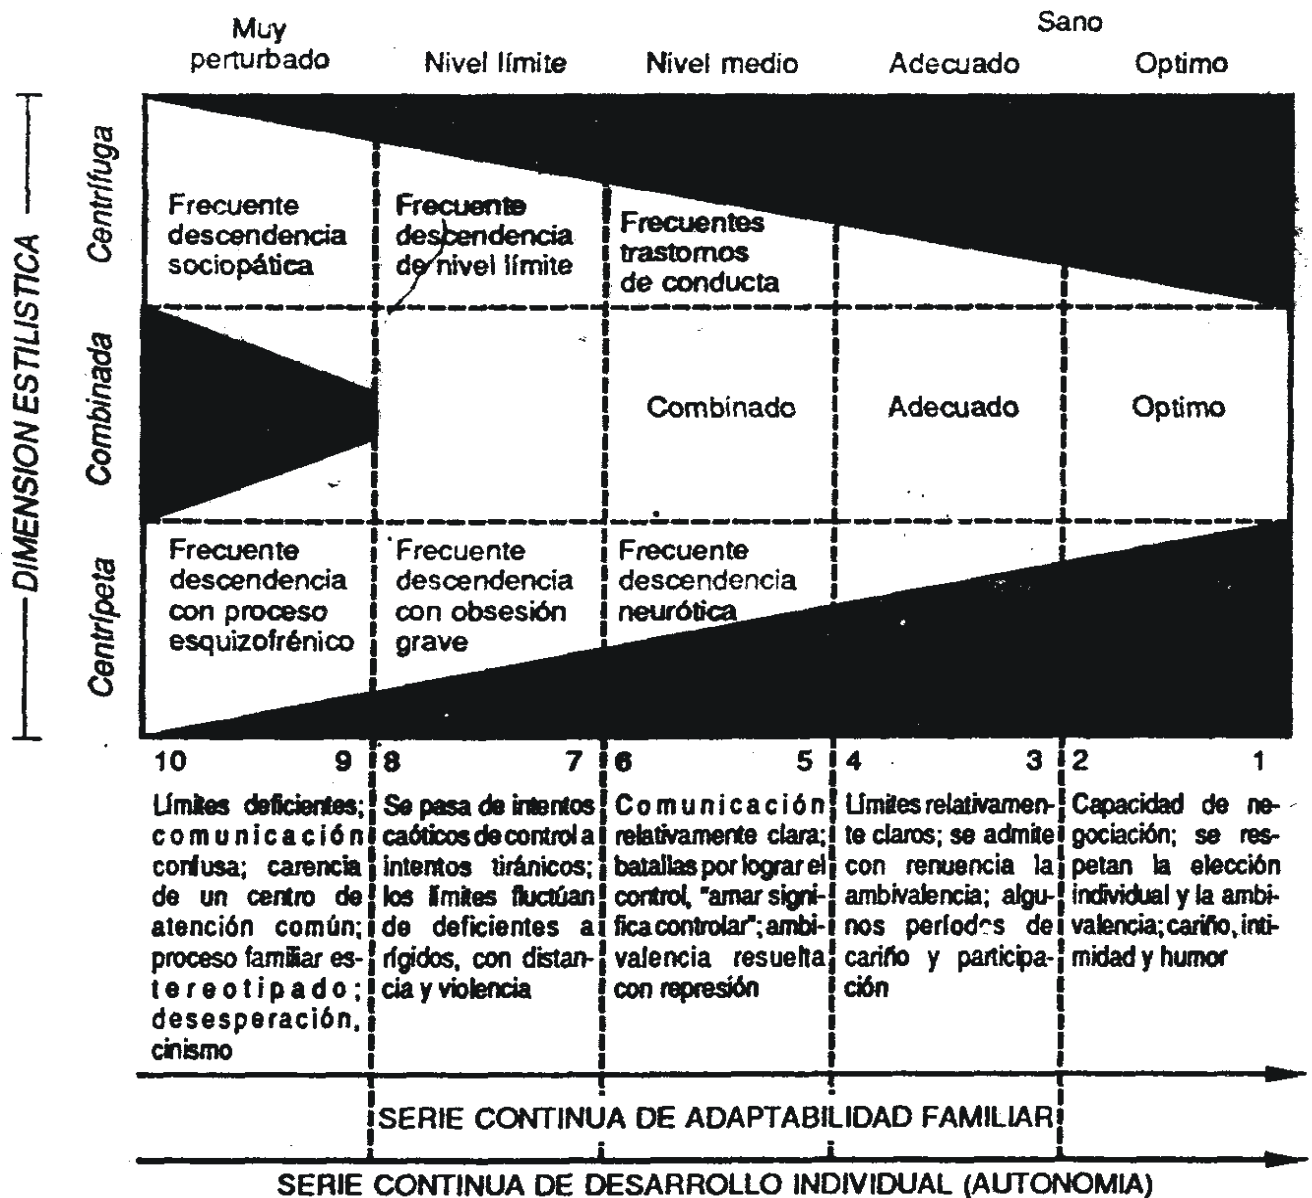 Muy
perturbado
Nivel límite
Nivel medio
Sano
Adecuado
Optimo
DIMENSION ESTILISTICA
Centrífuga
Frecuente
descendencia
sociopática
Frecuente
descendencia
de nivel límite
Frecuentes
trastornos
de conducta
Combinada
Combinado
Adecuado
Optimo
Centrípeta
Frecuente
descendencia
con proceso
esquizofrénico
Frecuente
descendencia
con obsesión
grave
Frecuente
descendencia
neurótica
10 9 8 7 6 5 4 3 2 1
Límites deficientes;
comunicación
confusa; carencia
de un centro de
atención común;
proceso familiar es-
tereotipado;
desesperación,
cinismo
Se pasa de intentos
caóticos de control a
intentos tiránicos;
los límites fluctúan
de deficientes a
rígidos, con distan-
cia y violencia
Comunicación
relativamente clara;
batallas por lograr el
control, "amar signi-
fica controlar"; ambi-
valencia resuelta
con represión
Límites relativamen-
te claros; se admite
con renuencia la
ambivalencia; algu-
nos períodos de
cariño y participa-
ción
Capacidad de ne-
gociación; se res-
petan la elección
individual y la ambi-
valencia; cariño, inti-
midad y humor
SERIE CONTINUA DE ADAPTABILIDAD FAMILIAR
SERIE CONTINUA DE DESARROLLO INDIVIDUAL (AUTONOMIA)